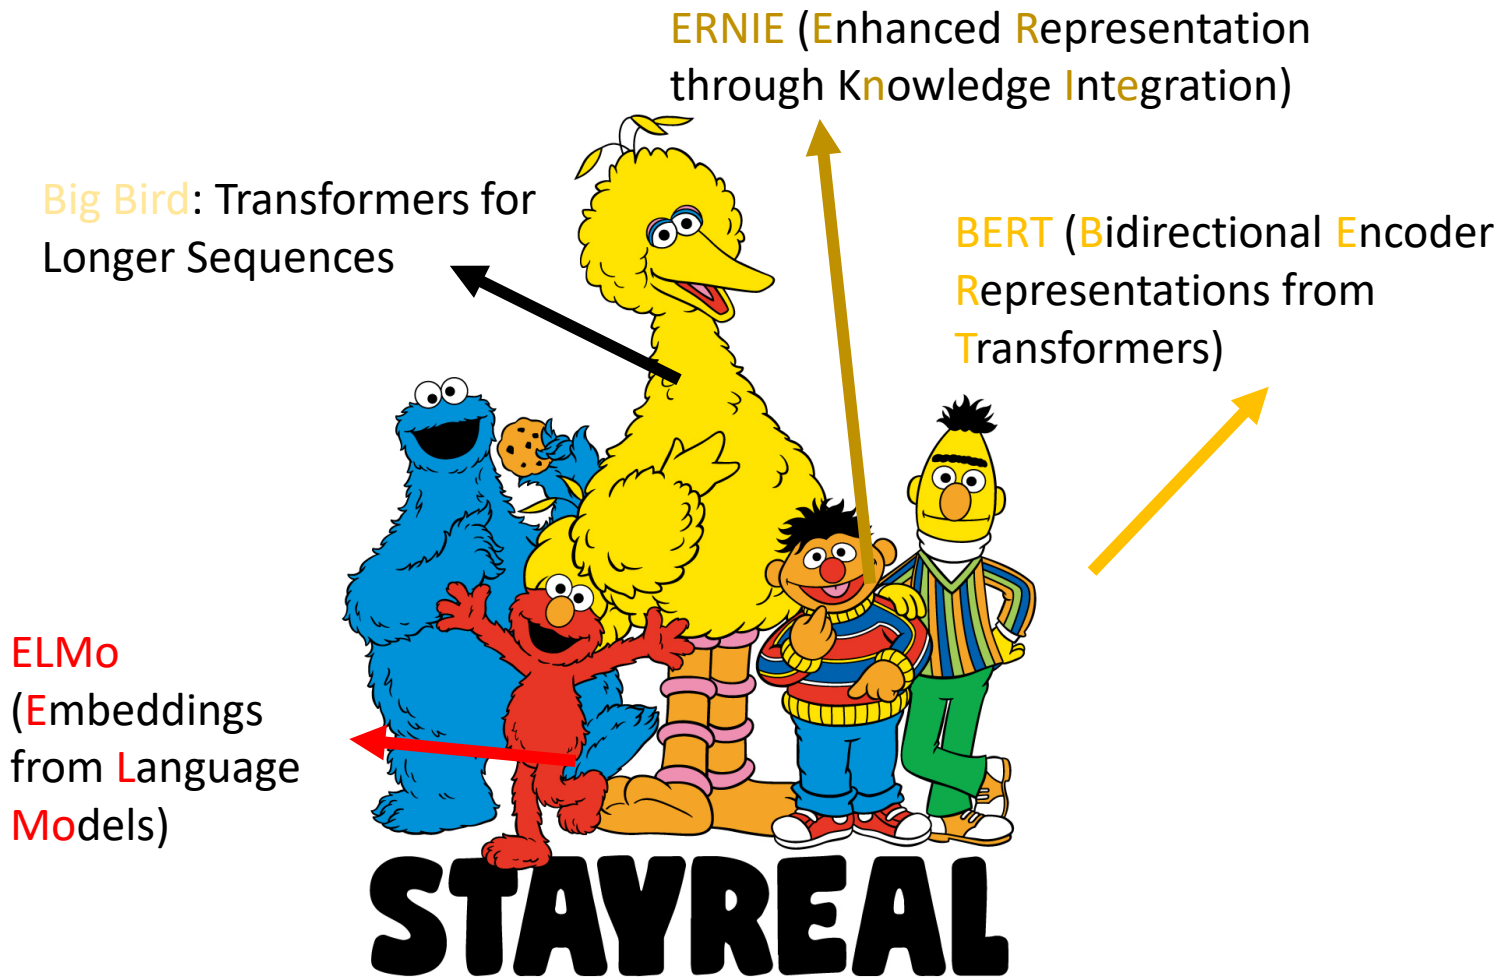 ERNIE (Enhanced Representation
through Knowledge Integration)
Big Bird: Transformers for
Longer Sequences
BERT (Bidirectional Encoder
Representations from
Transformers)
ELMo
(Embeddings
from Language
Models)
STAYREAL